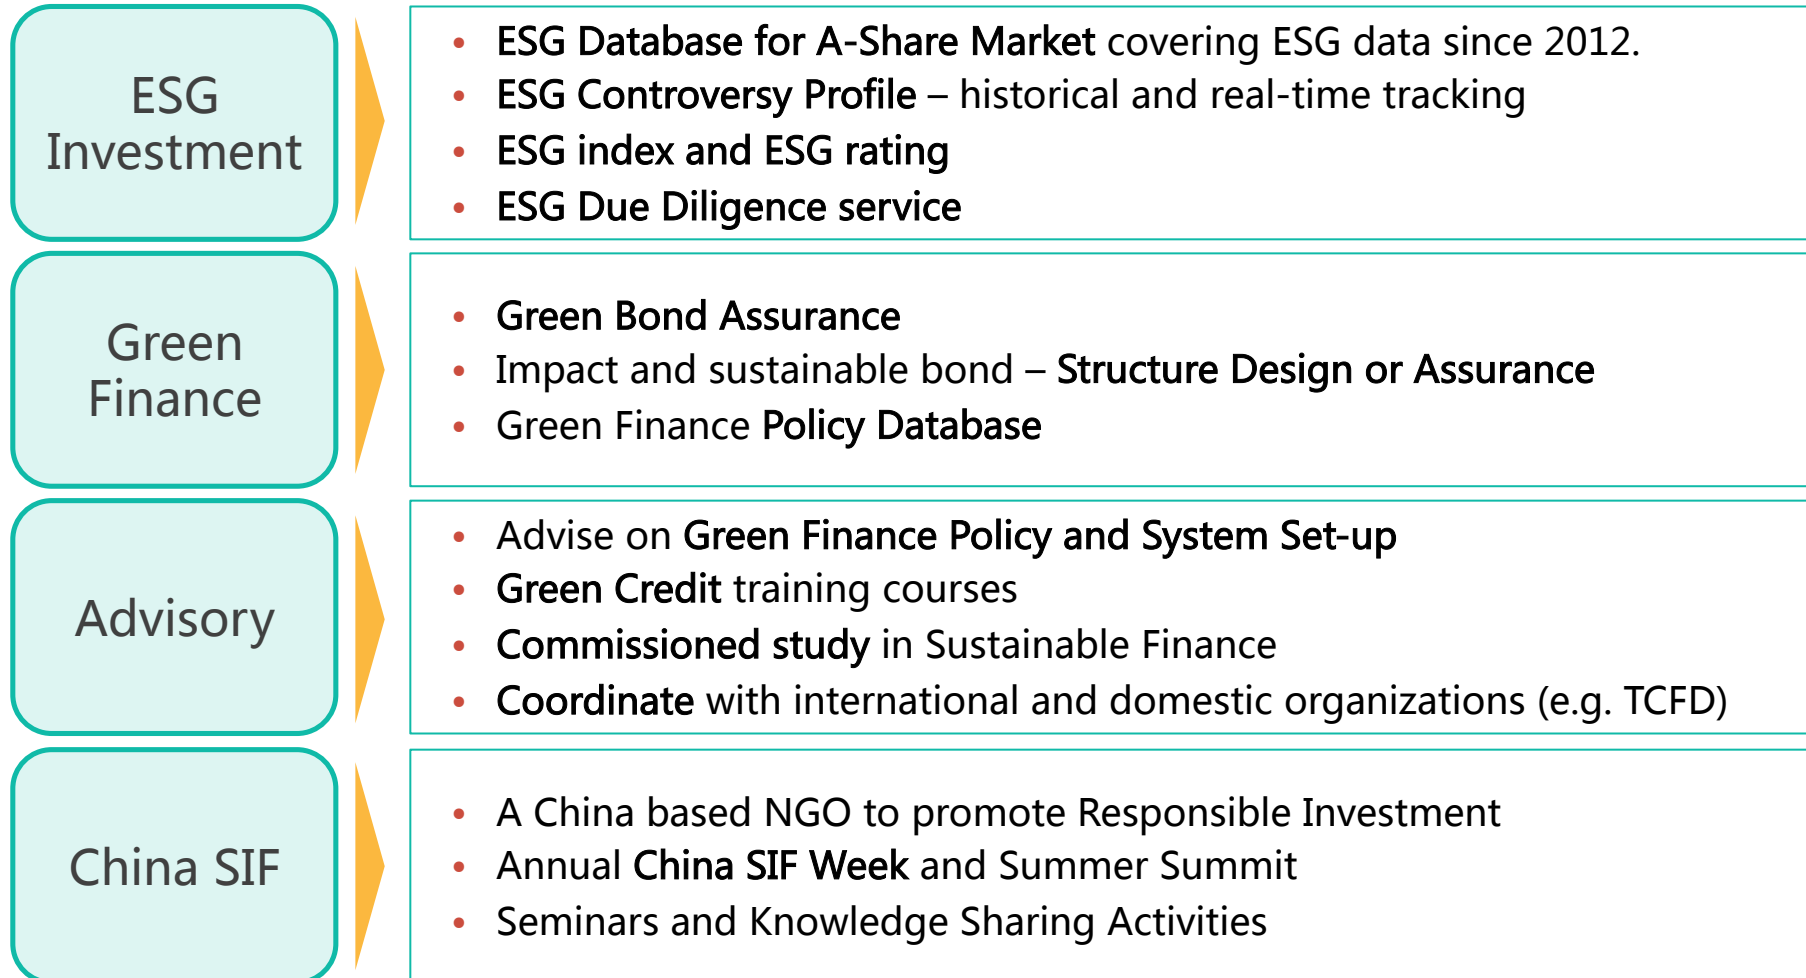 ESG
Investment
• ESG Database for A-Share Market covering ESG data since 2012.
• ESG Controversy Profile – historical and real-time tracking
• ESG index and ESG rating
• ESG Due Diligence service
Green
Finance
• Green Bond Assurance
• Impact and sustainable bond – Structure Design or Assurance
• Green Finance Policy Database
Advisory
• Advise on Green Finance Policy and System Set-up
• Green Credit training courses
• Commissioned study in Sustainable Finance
• Coordinate with international and domestic organizations (e.g. TCFD)
China SIF
• A China based NGO to promote Responsible Investment
• Annual China SIF Week and Summer Summit
• Seminars and Knowledge Sharing Activities